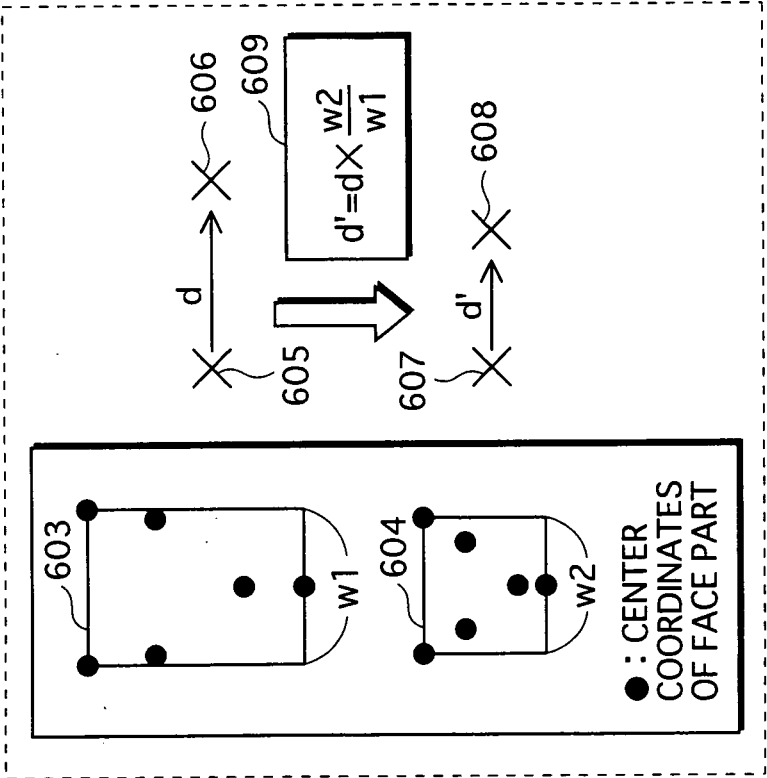 603
w1
604
w2
● : CENTER
COORDINATES
OF FACE PART
d
605
606
609
d'=d×w2/w1
607
d'
608